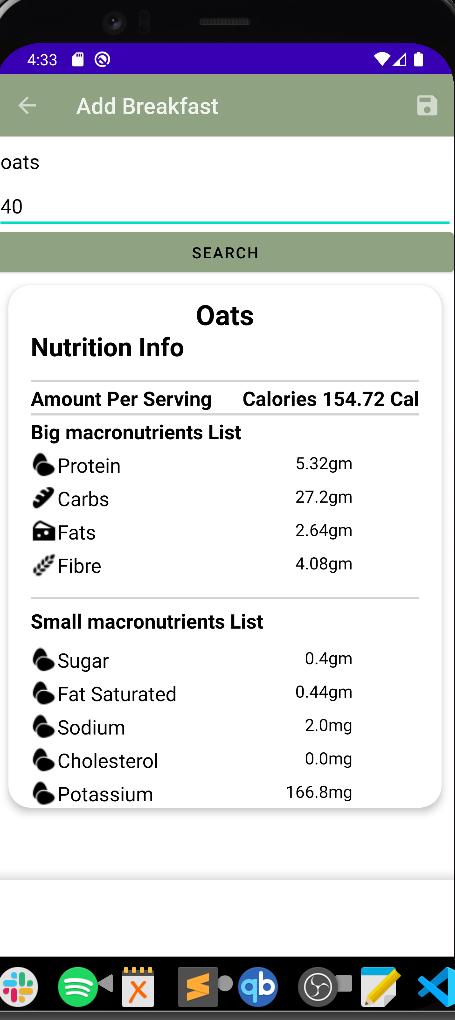 4:33
Add Breakfast
oats
40
SEARCH
Oats
Nutrition Info
Amount Per Serving Calories 154.72 Cal
Big macronutrients List
Protein 5.32gm
Carbs 27.2gm
Fats 2.64gm
Fibre 4.08gm
Small macronutrients List
Sugar 0.4gm
Fat Saturated 0.44gm
Sodium 2.0mg
Cholesterol 0.0mg
Potassium 166.8mg
X
qb